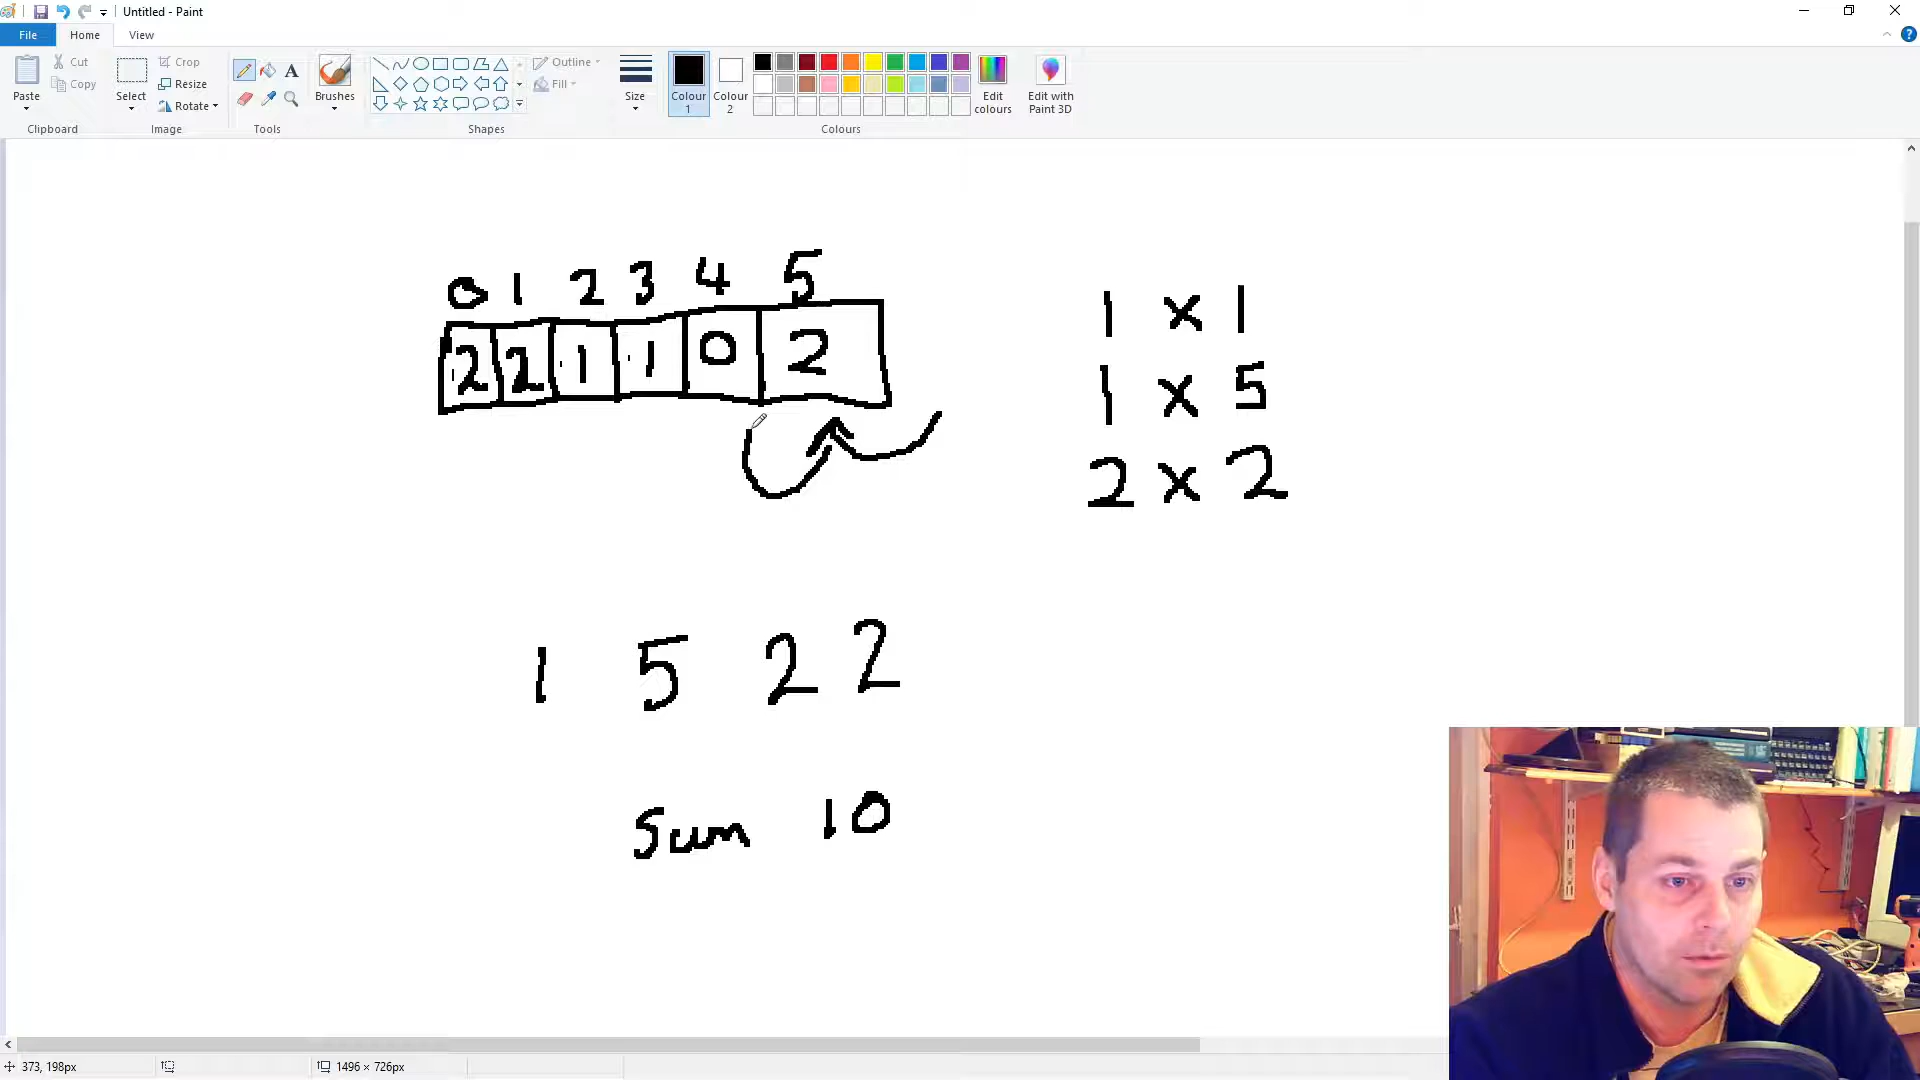 Untitled - Paint
File Home View
Paste
Cut
Copy
Clipboard
Select
Crop
Resize
Rotate
Image
A
Tools
Brushes
Outline
Fill
Shapes
Size
Colour 1
Colour 2
Edit colours
Edit with Paint 3D
Colours
0 1 2 3 4 5
2 2 1 1 0 2
1 x 1
1 x 5
2 x 2
1 5 2 2
Sum 10
373, 198px
1496 × 726px